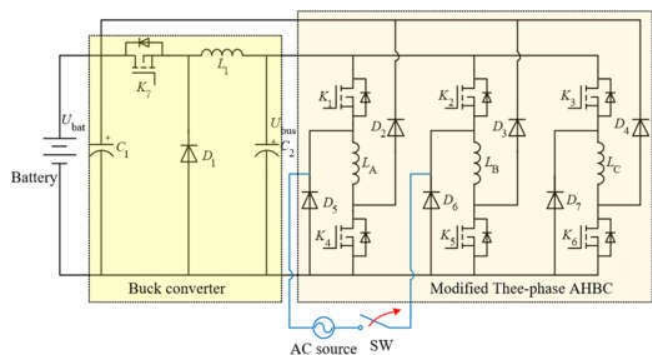 K7
L1
Ubat
Battery
C1
D1
Ubus
C2
Buck converter
K1
K2
K3
D2
D3
D4
LA
LB
LC
D5
D6
D7
K4
K5
K6
Modified Thee-phase AHBC
AC source
SW